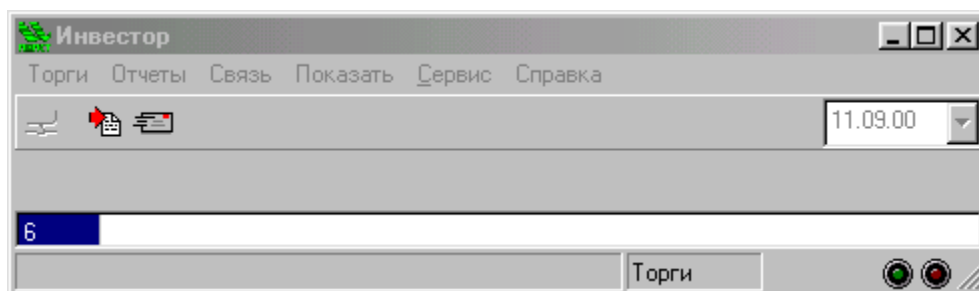 Инвестор
Торги Отчеты Связь Показать Сервис Справка
11.09.00
6
Торги